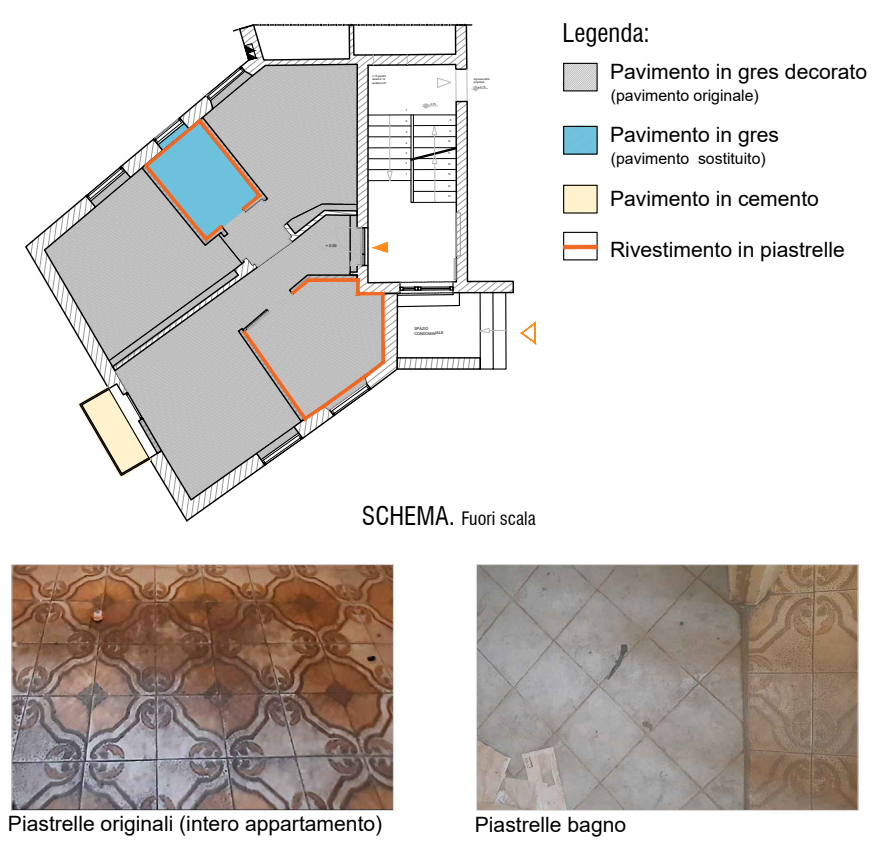 Legenda:
Pavimento in gres decorato
(pavimento originale)
Pavimento in gres
(pavimento sostituito)
Pavimento in cemento
Rivestimento in piastrelle
SPAZIO
CONDOMINIALE
SCHEMA. Fuori scala
Piastrelle originali (intero appartamento)
Piastrelle bagno